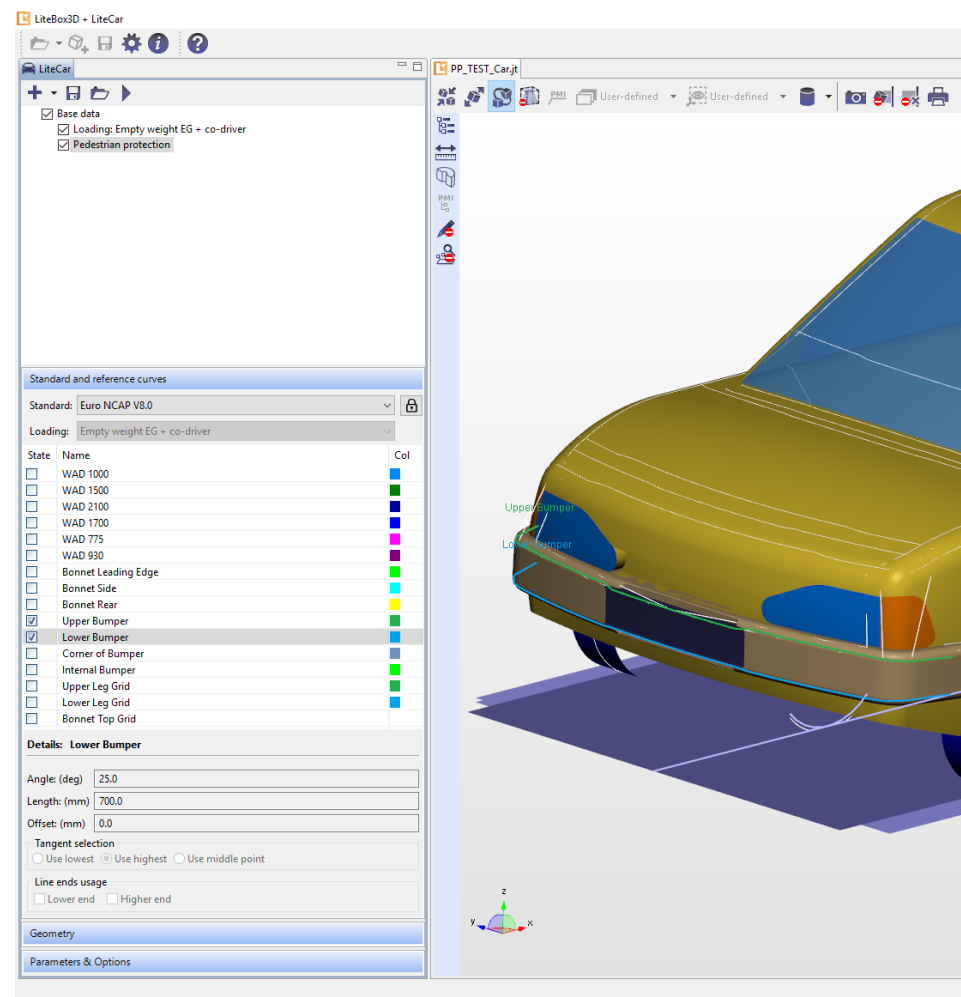 LiteBox3D + LiteCar
LiteCar
PP_TEST_Car.jt
PMI User-defined User-defined
Base data
Loading: Empty weight EG + co-driver
Pedestrian protection
PMI
Standard and reference curves
Standard: Euro NCAP V8.0
Loading: Empty weight EG + co-driver
State Name Col
WAD 1000
WAD 1500
WAD 2100
WAD 1700
WAD 775
WAD 930
Bonnet Leading Edge
Bonnet Side
Bonnet Rear
Upper Bumper
Lower Bumper
Corner of Bumper
Internal Bumper
Upper Leg Grid
Lower Leg Grid
Bonnet Top Grid
Details: Lower Bumper
Angle: (deg) 25.0
Length: (mm) 700.0
Offset: (mm) 0.0
Tangent selection
Use lowest Use highest Use middle point
Line ends usage
Lower end Higher end
Geometry
Parameters & Options
Upper Bumper
Lower Bumper
z
y x